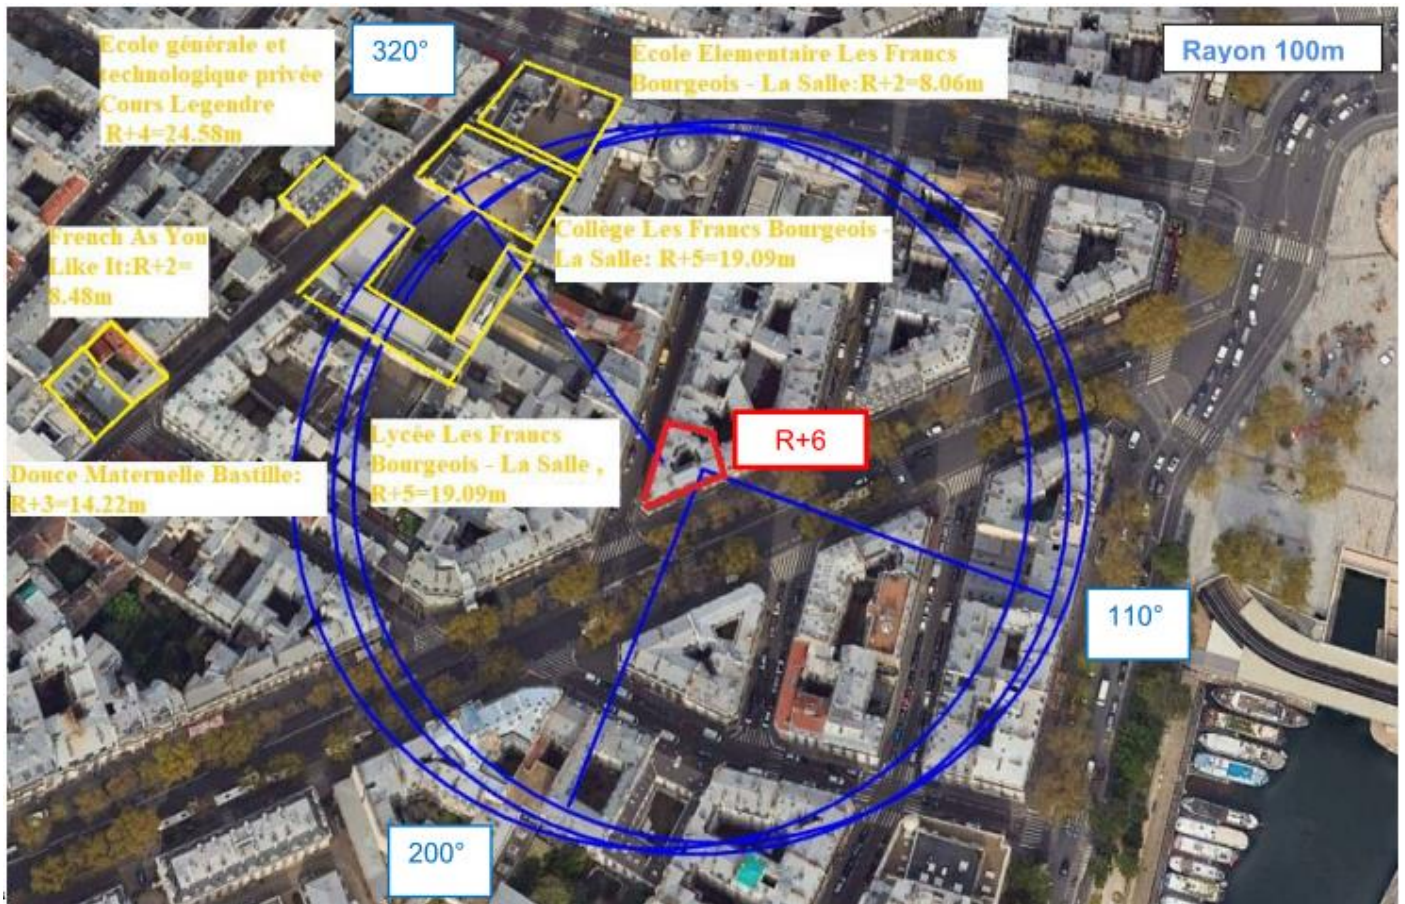 Ecole générale et
technologique privée
Cours Legendre
R+4=24.58m
320°
Ecole Elementaire Les Francs
Bourgeois - La Salle:R+2=8.06m
Rayon 100m
French As You
Like It:R+2=
8.48m
Collège Les Francs Bourgeois -
La Salle: R+5=19.09m
R+6
Lycée Les Francs
Bourgeois - La Salle ,
R+5=19.09m
Douce Maternelle Bastille:
R+3=14.22m
110°
200°